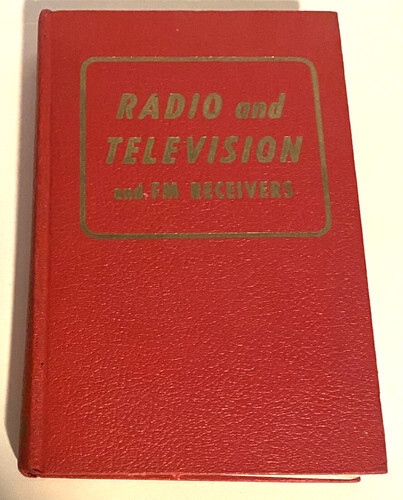 RADIO and
TELEVISION
and FM RECEIVERS